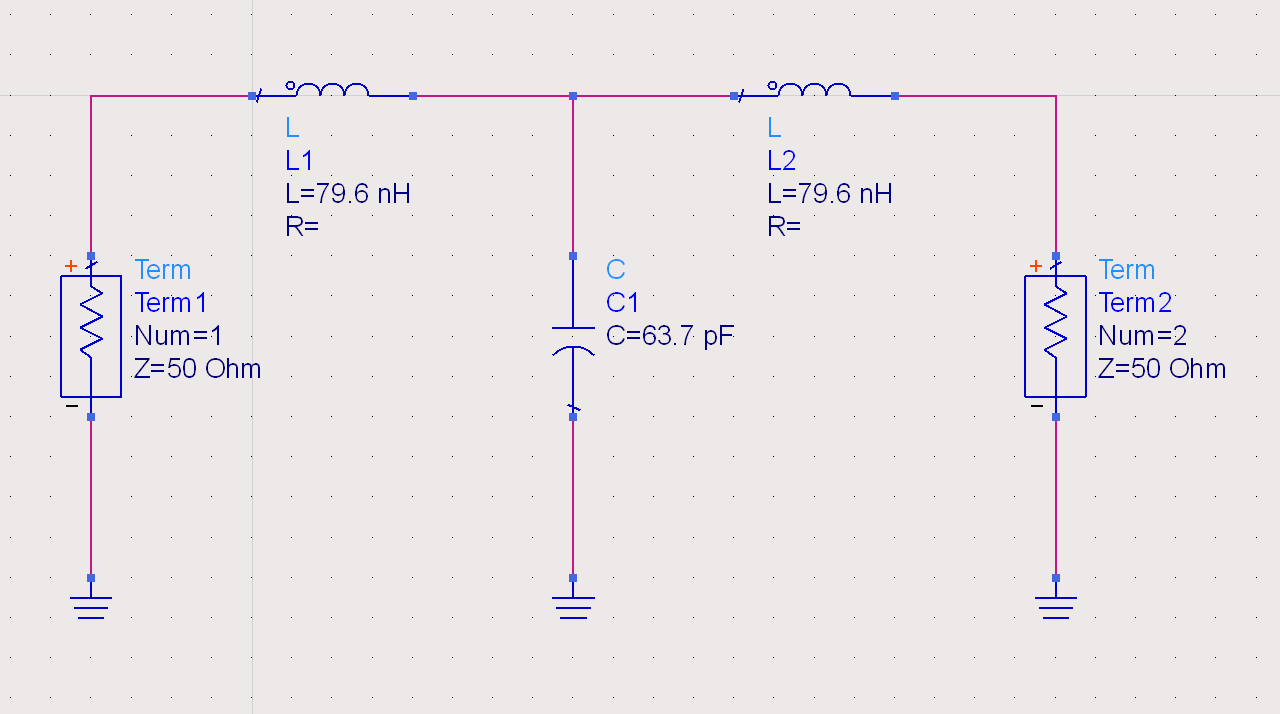 L
L1
L=79.6 nH
R=
L
L2
L=79.6 nH
R=
+
Term
Term1
Num=1
Z=50 Ohm
−
C
C1
C=63.7 pF
+
Term
Term2
Num=2
Z=50 Ohm
−